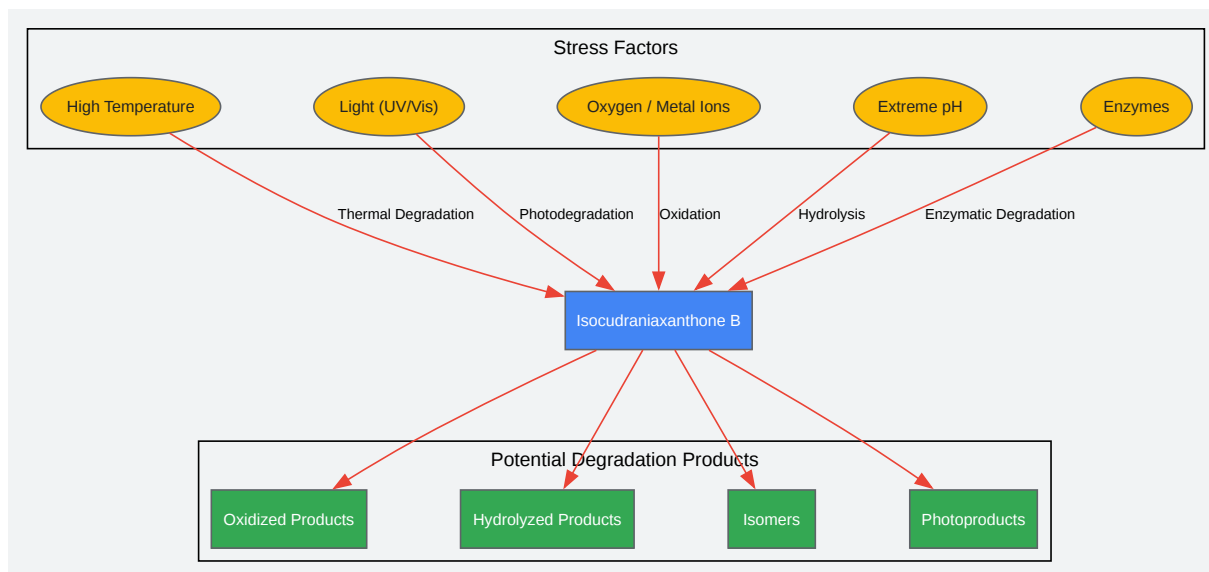 Stress Factors
High Temperature
Light (UV/Vis)
Oxygen / Metal Ions
Extreme pH
Enzymes
Thermal Degradation
Photodegradation
Oxidation
Hydrolysis
Enzymatic Degradation
Isocudraniaxanthone B
Potential Degradation Products
Oxidized Products
Hydrolyzed Products
Isomers
Photoproducts